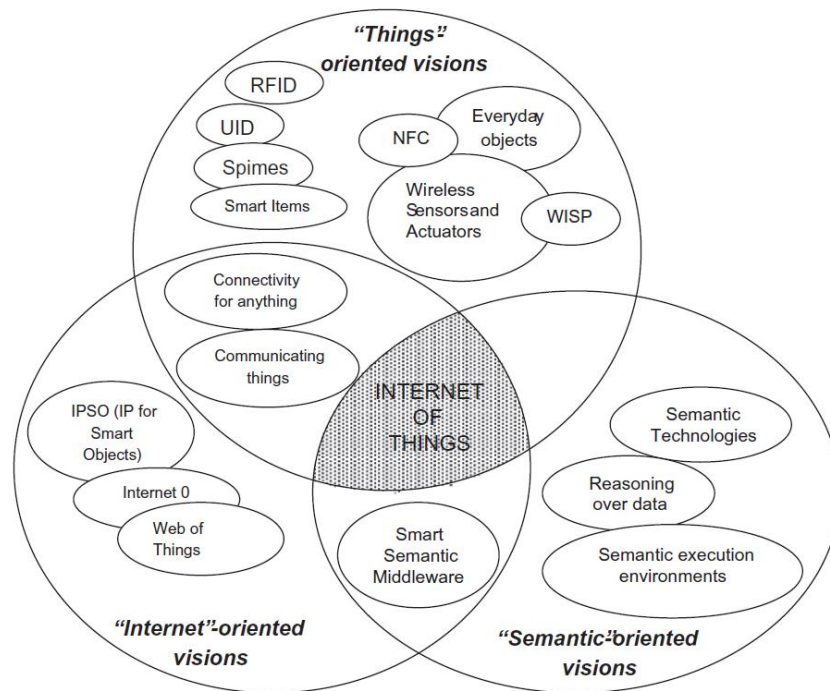 “Things”-
oriented visions
RFID
UID
Spimes
Smart Items
NFC
Everyday
objects
Wireless
Sensors and
Actuators
WISP
Connectivity
for anything
Communicating
things
INTERNET
OF
THINGS
IPSO (IP for
Smart
Objects)
Internet 0
Web of
Things
Smart
Semantic
Middleware
Semantic
Technologies
Reasoning
over data
Semantic execution
environments
“Internet”-oriented
visions
“Semantic”-oriented
visions